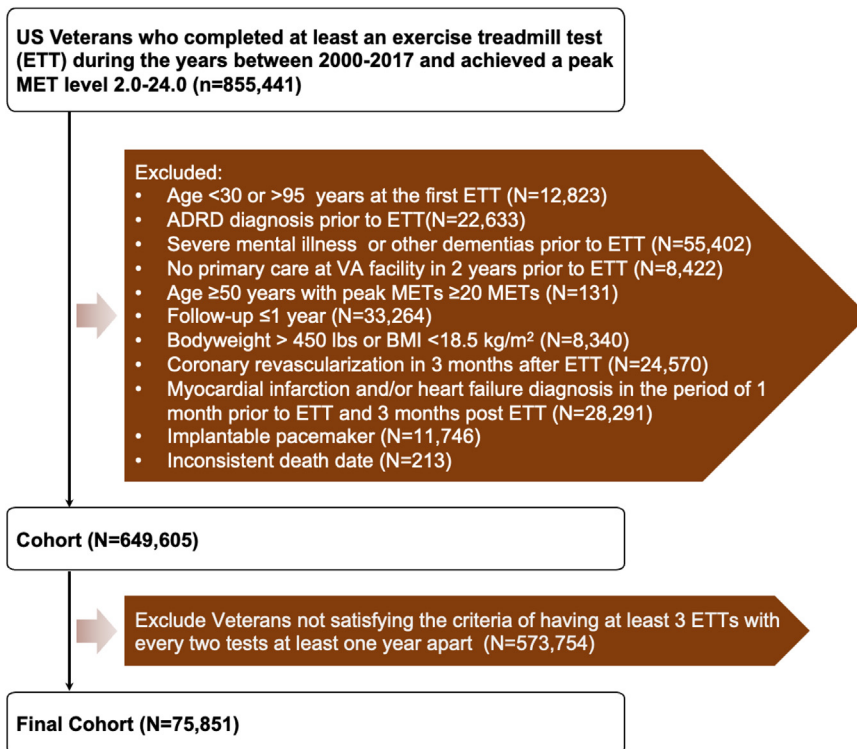 US Veterans who completed at least an exercise treadmill test
(ETT) during the years between 2000-2017 and achieved a peak
MET level 2.0-24.0 (n=855,441)
Excluded:
• Age <30 or >95 years at the first ETT (N=12,823)
• ADRD diagnosis prior to ETT(N=22,633)
• Severe mental illness or other dementias prior to ETT (N=55,402)
• No primary care at VA facility in 2 years prior to ETT (N=8,422)
• Age ≥50 years with peak METs ≥20 METs (N=131)
• Follow-up ≤1 year (N=33,264)
• Bodyweight > 450 lbs or BMI <18.5 kg/m² (N=8,340)
• Coronary revascularization in 3 months after ETT (N=24,570)
• Myocardial infarction and/or heart failure diagnosis in the period of 1
month prior to ETT and 3 months post ETT (N=28,291)
• Implantable pacemaker (N=11,746)
• Inconsistent death date (N=213)
Cohort (N=649,605)
Exclude Veterans not satisfying the criteria of having at least 3 ETTs with
every two tests at least one year apart (N=573,754)
Final Cohort (N=75,851)